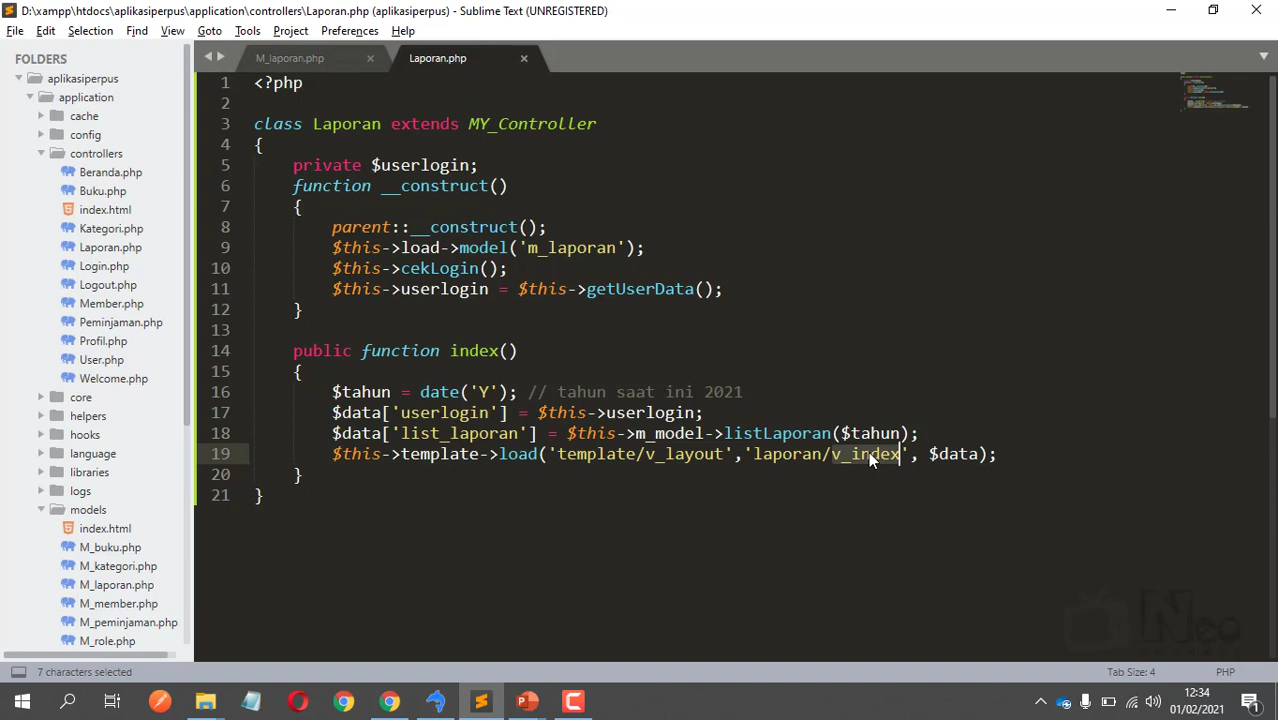 D:\xampp\htdocs\aplikasiperpus\application\controllers\Laporan.php (aplikasiperpus) - Sublime Text (UNREGISTERED)
File Edit Selection Find View Goto Tools Project Preferences Help
FOLDERS
aplikasiperpus
application
cache
config
controllers
Beranda.php
Buku.php
index.html
Kategori.php
Laporan.php
Login.php
Logout.php
Member.php
Peminjaman.php
Profil.php
User.php
Welcome.php
core
helpers
hooks
language
libraries
logs
models
index.html
M_buku.php
M_kategori.php
M_laporan.php
M_member.php
M_peminjaman.php
M_role.php
M_laporan.php Laporan.php
1 <?php
2
3 class Laporan extends MY_Controller
4 {
5 private $userlogin;
6 function __construct()
7 {
8 parent::__construct();
9 $this->load->model('m_laporan');
10 $this->cekLogin();
11 $this->userlogin = $this->getUserData();
12 }
13
14 public function index()
15 {
16 $tahun = date('Y'); // tahun saat ini 2021
17 $data['userlogin'] = $this->userlogin;
18 $data['list_laporan'] = $this->m_model->listLaporan($tahun);
19 $this->template->load('template/v_layout','laporan/v_index', $data);
20 }
21 }
Neo
7 characters selected Tab Size: 4 PHP
12:34
01/02/2021